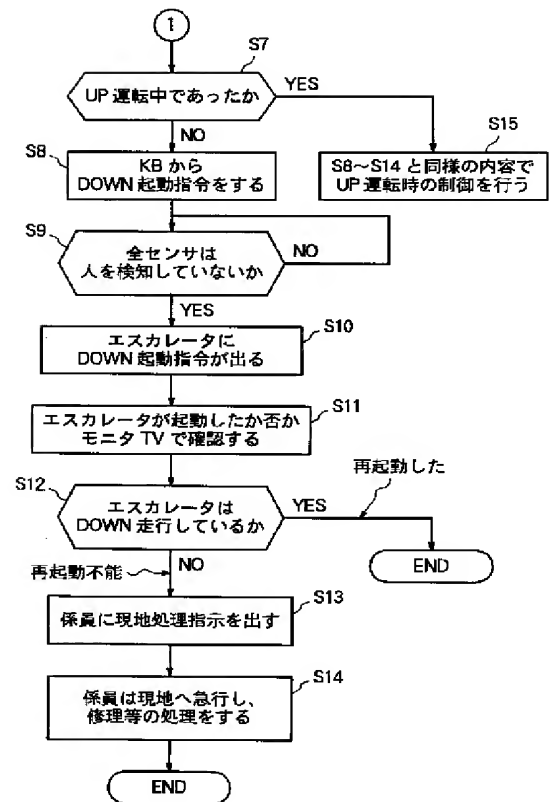 1
S7
UP 運転中であったか
YES
NO
S15
S8～S14 と同様の内容で
UP 運転時の制御を行う
S8
KB から
DOWN 起動指令をする
S9
全センサは
人を検知していないか
NO
YES
S10
エスカレータに
DOWN 起動指令が出る
S11
エスカレータが起動したか否か
モニタ TV で確認する
S12
エスカレータは
DOWN 走行しているか
YES
再起動した
END
再起動不能
NO
S13
係員に現地処理指示を出す
S14
係員は現地へ急行し、
修理等の処理をする
END